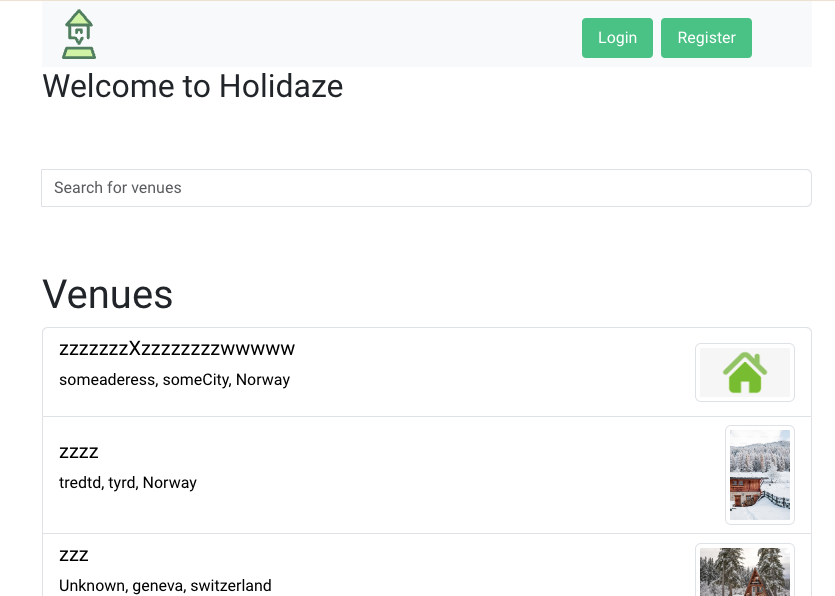 Login
Register
Welcome to Holidaze
Search for venues
Venues
zzzzzzzXzzzzzzzzwwwww
someaderess, someCity, Norway
zzzz
tredtd, tyrd, Norway
zzz
Unknown, geneva, switzerland